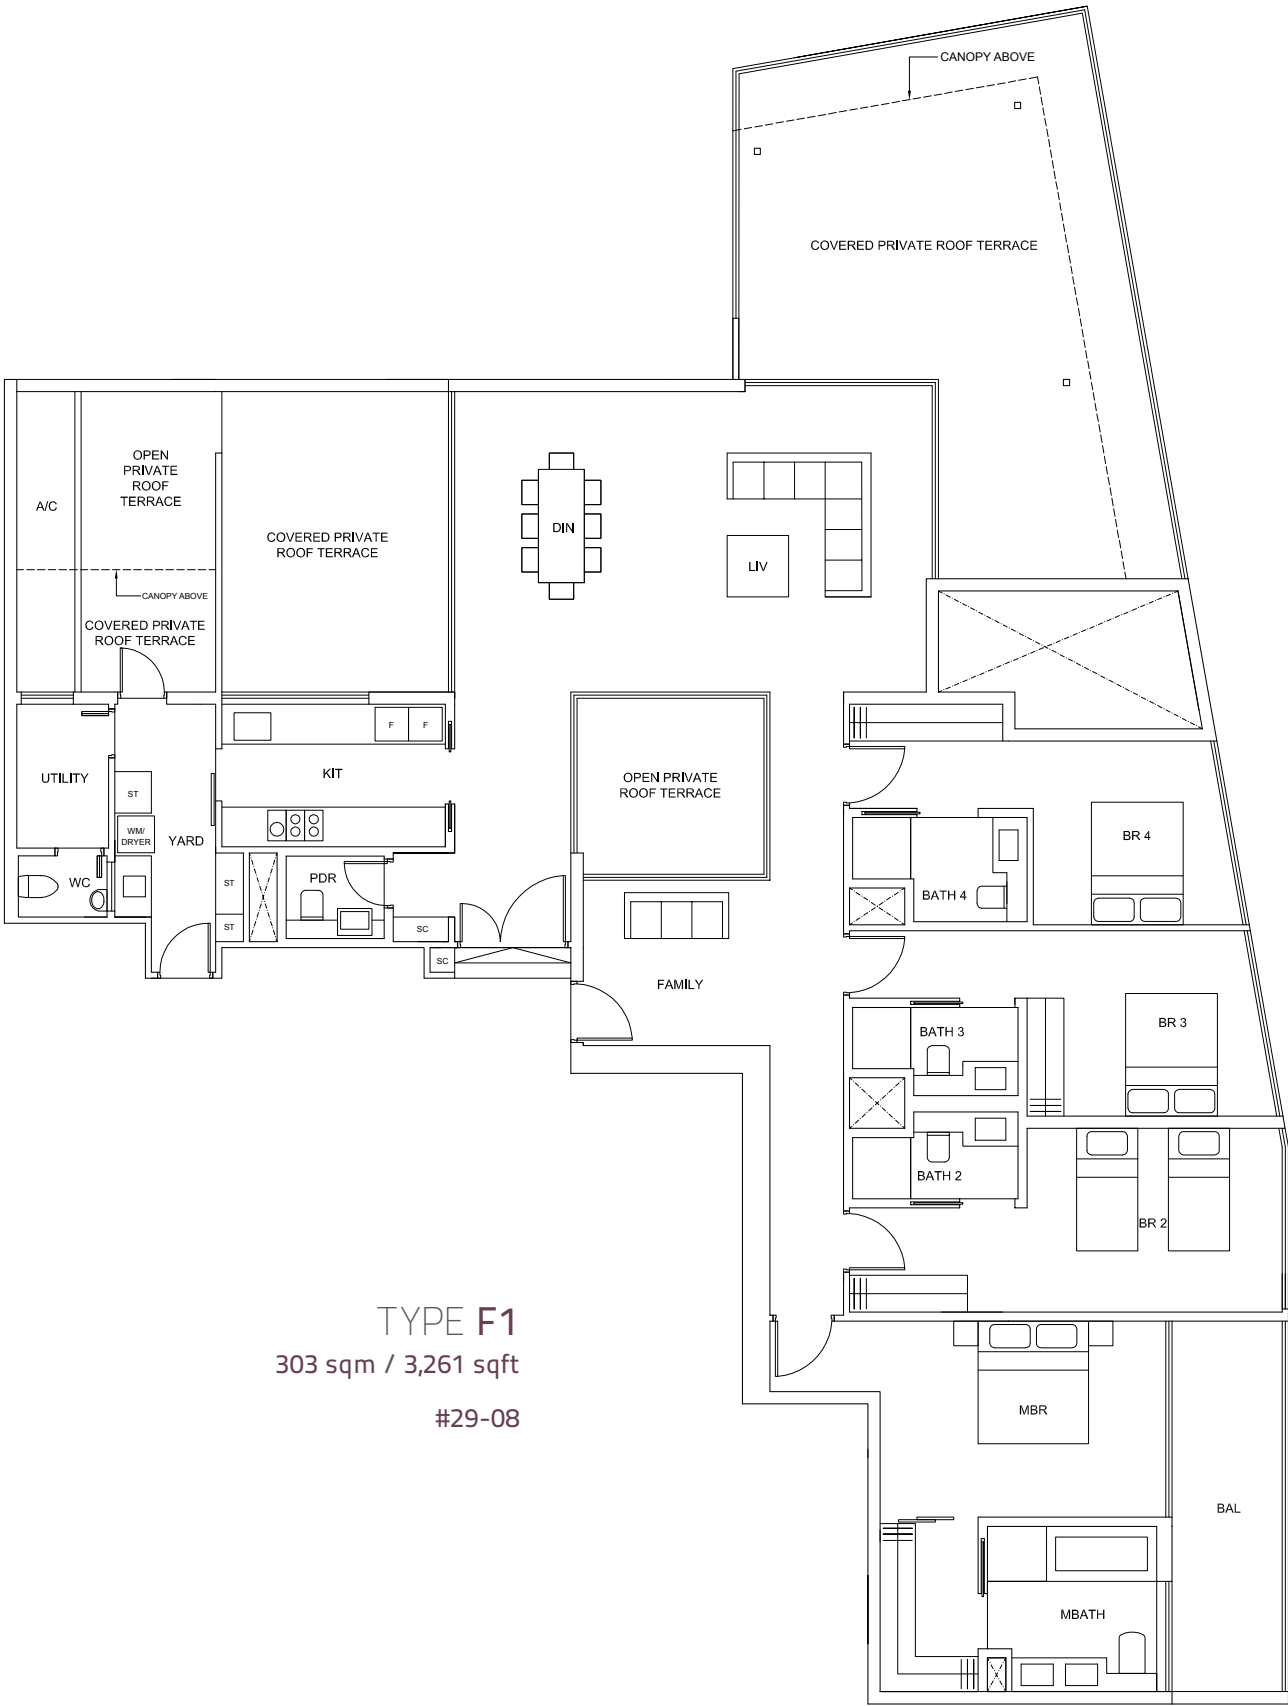 CANOPY ABOVE
COVERED PRIVATE ROOF TERRACE
OPEN
PRIVATE
ROOF
TERRACE
A/C
COVERED PRIVATE
ROOF TERRACE
DIN
LIV
CANOPY ABOVE
COVERED PRIVATE
ROOF TERRACE
F
F
UTILITY
KIT
OPEN PRIVATE
ROOF TERRACE
ST
WM/
DRYER
YARD
BR 4
WC
ST
PDR
BATH 4
ST
SC
SC
FAMILY
BATH 3
BR 3
BATH 2
BR 2
TYPE F1
303 sqm / 3,261 sqft
#29-08
MBR
BAL
MBATH